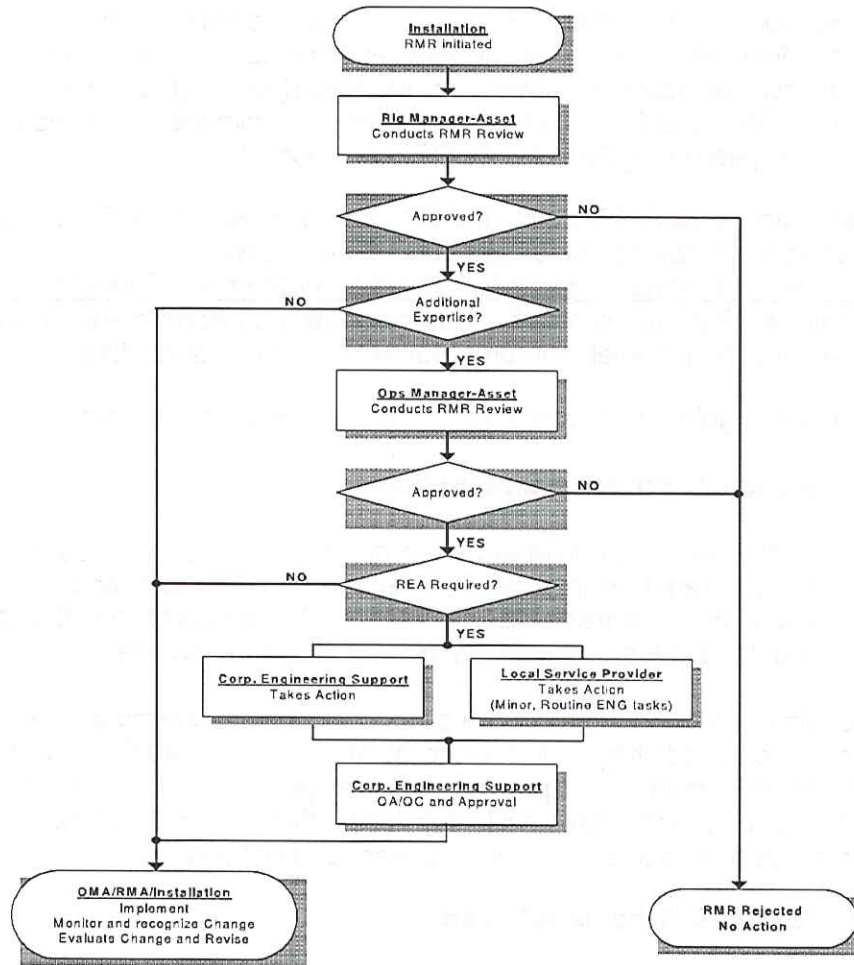 Installation
RMR initiated
Rig Manager-Asset
Conducts RMR Review
Approved?
NO
YES
NO
Additional
Expertise?
YES
Ops Manager-Asset
Conducts RMR Review
Approved?
NO
YES
NO
REA Required?
YES
Corp. Engineering Support
Takes Action
Local Service Provider
Takes Action
(Minor, Routine ENG tasks)
Corp. Engineering Support
QA/QC and Approval
OMA/RMA/Installation
Implement
Monitor and recognize Change
Evaluate Change and Revise
RMR Rejected
No Action